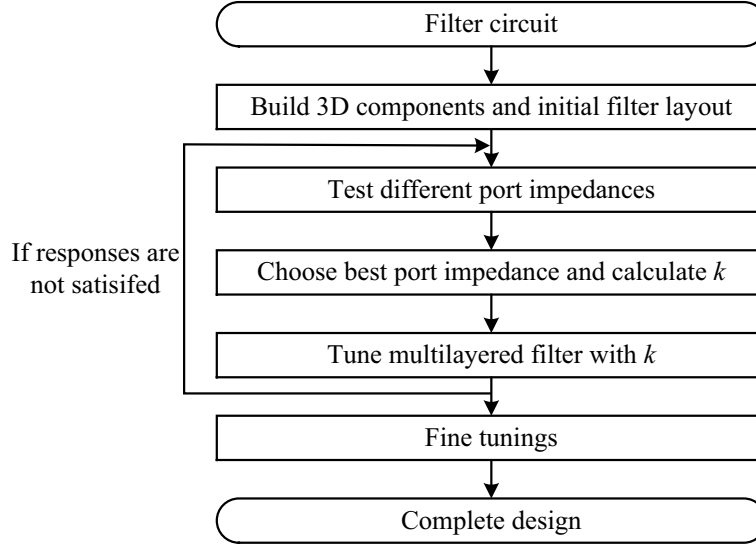 Filter circuit
Build 3D components and initial filter layout
Test different port impedances
If responses are
not satisifed
Choose best port impedance and calculate k
Tune multilayered filter with k
Fine tunings
Complete design